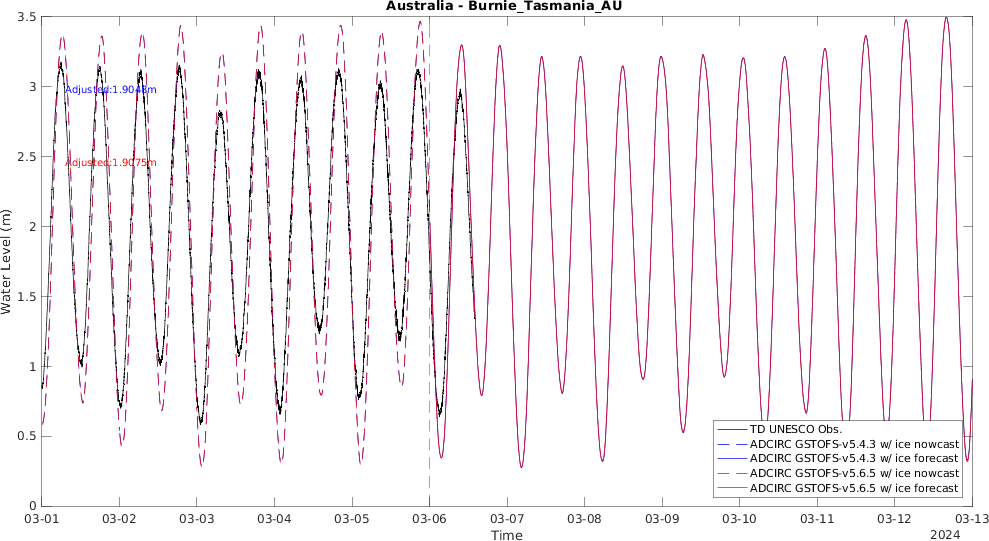 Australia - Burnie_Tasmania_AU
3.5
3
2.5
2
1.5
1
0.5
0
Water Level (m)
Adjusted:1.9048m
Adjusted:1.9075m
TD UNESCO Obs.
ADCIRC GSTOFS-v5.4.3 w/ ice nowcast
ADCIRC GSTOFS-v5.4.3 w/ ice forecast
ADCIRC GSTOFS-v5.6.5 w/ ice nowcast
ADCIRC GSTOFS-v5.6.5 w/ ice forecast
03-01 03-02 03-03 03-04 03-05 03-06 03-07 03-08 03-09 03-10 03-11 03-12 03-13
Time
2024